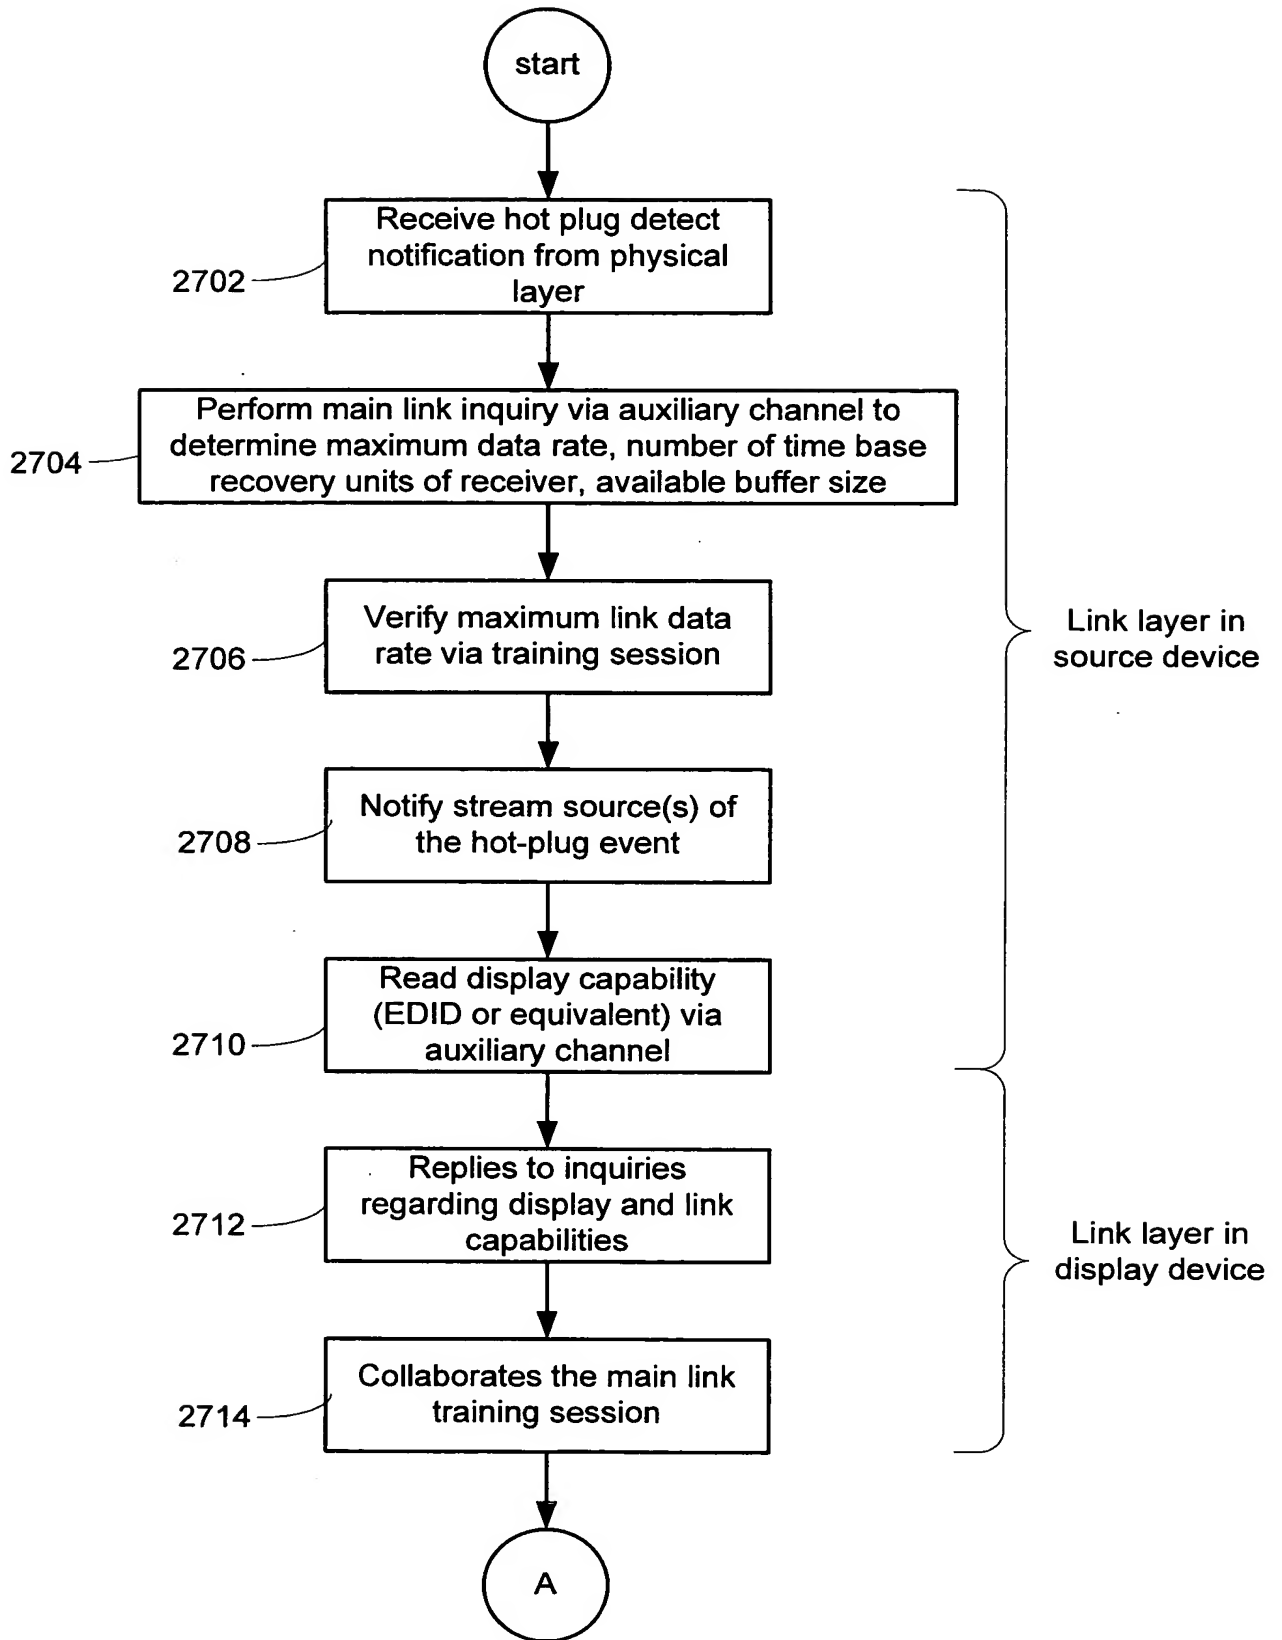 start
Receive hot plug detect
notification from physical
layer
2702
Perform main link inquiry via auxiliary channel to
determine maximum data rate, number of time base
recovery units of receiver, available buffer size
2704
Verify maximum link data
rate via training session
2706
Link layer in
source device
Notify stream source(s) of
the hot-plug event
2708
Read display capability
(EDID or equivalent) via
auxiliary channel
2710
Replies to inquiries
regarding display and link
capabilities
2712
Link layer in
display device
Collaborates the main link
training session
2714
A